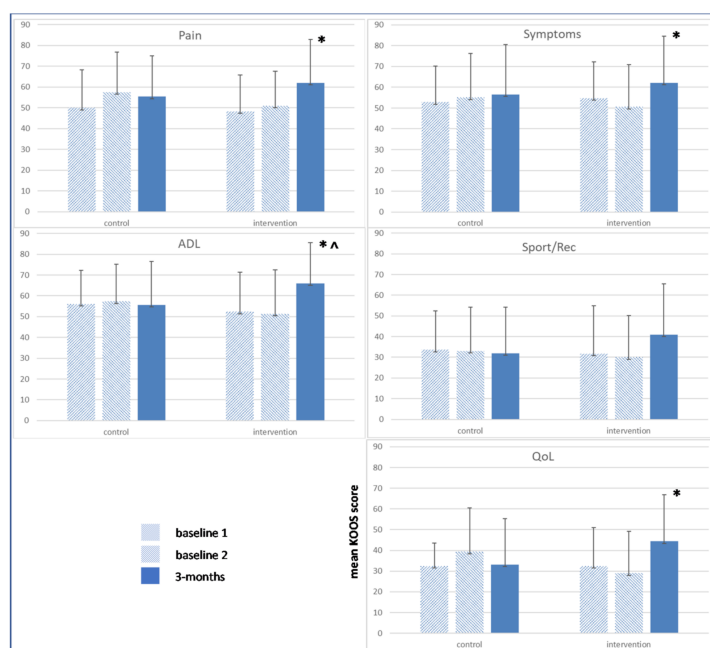 Pain
90
80
70
60
50
40
30
20
10
0
*
control
intervention
Symptoms
90
80
70
60
50
40
30
20
10
0
*
control
intervention
ADL
90
80
70
60
50
40
30
20
10
0
* ^
control
intervention
Sport/Rec
90
80
70
60
50
40
30
20
10
0
control
intervention
baseline 1
baseline 2
3-months
QoL
mean KOOS score
90
80
70
60
50
40
30
20
10
0
*
control
intervention